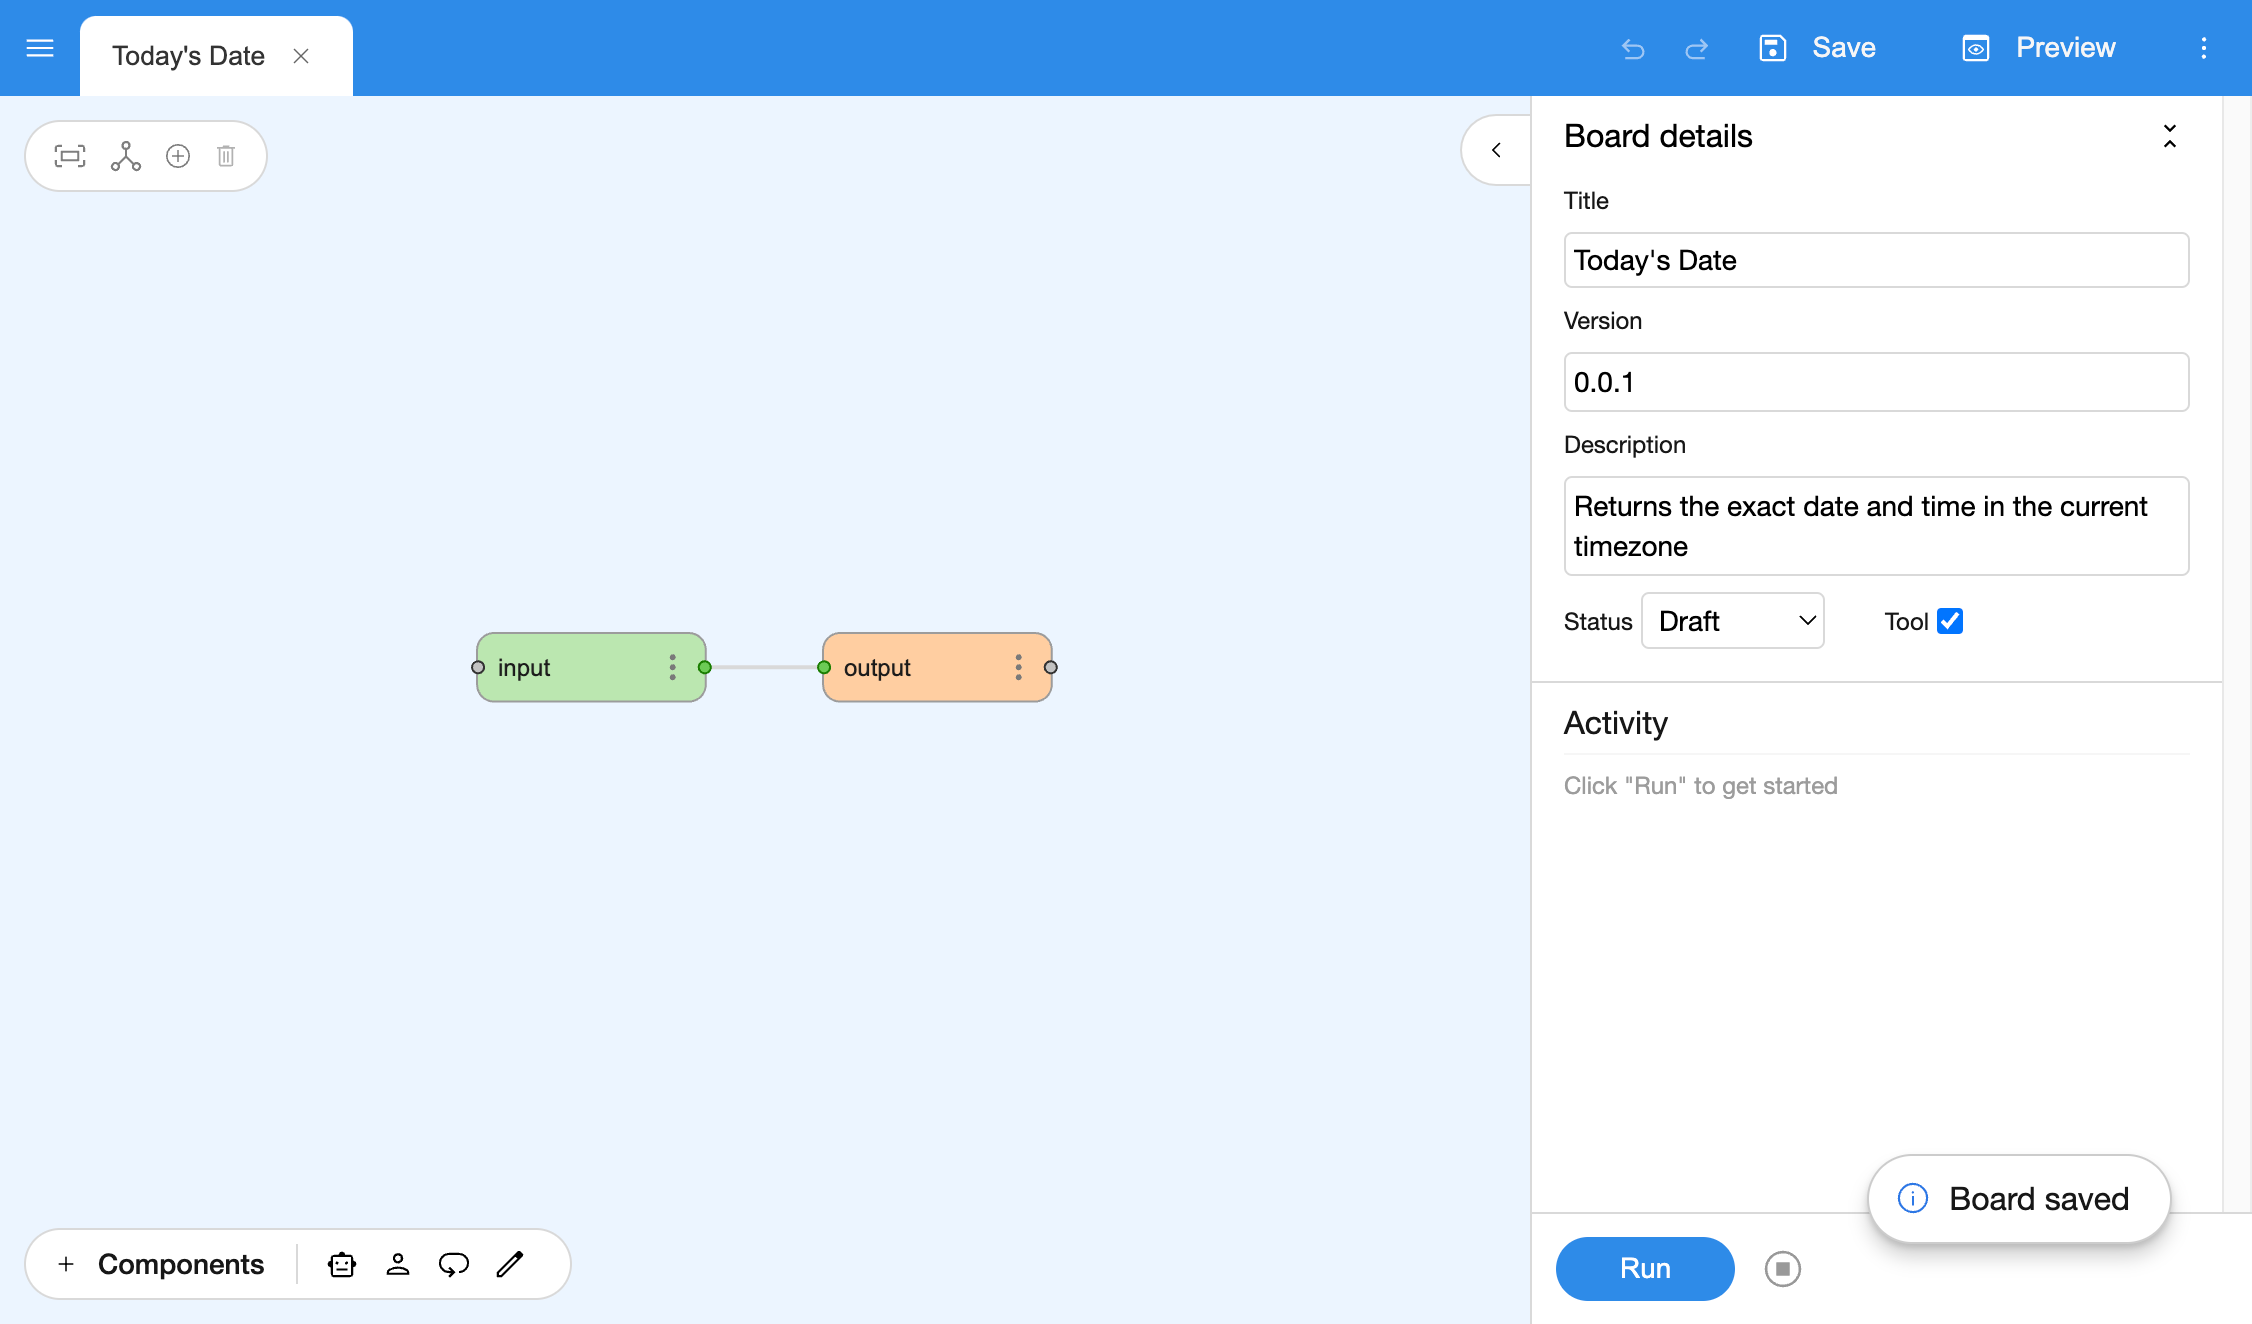 Today's Date
Save
Preview
Board details
Title
Today's Date
Version
0.0.1
Description
Returns the exact date and time in the current
timezone
Status
Draft
Tool
input
output
Activity
Click "Run" to get started
Board saved
Components
Run